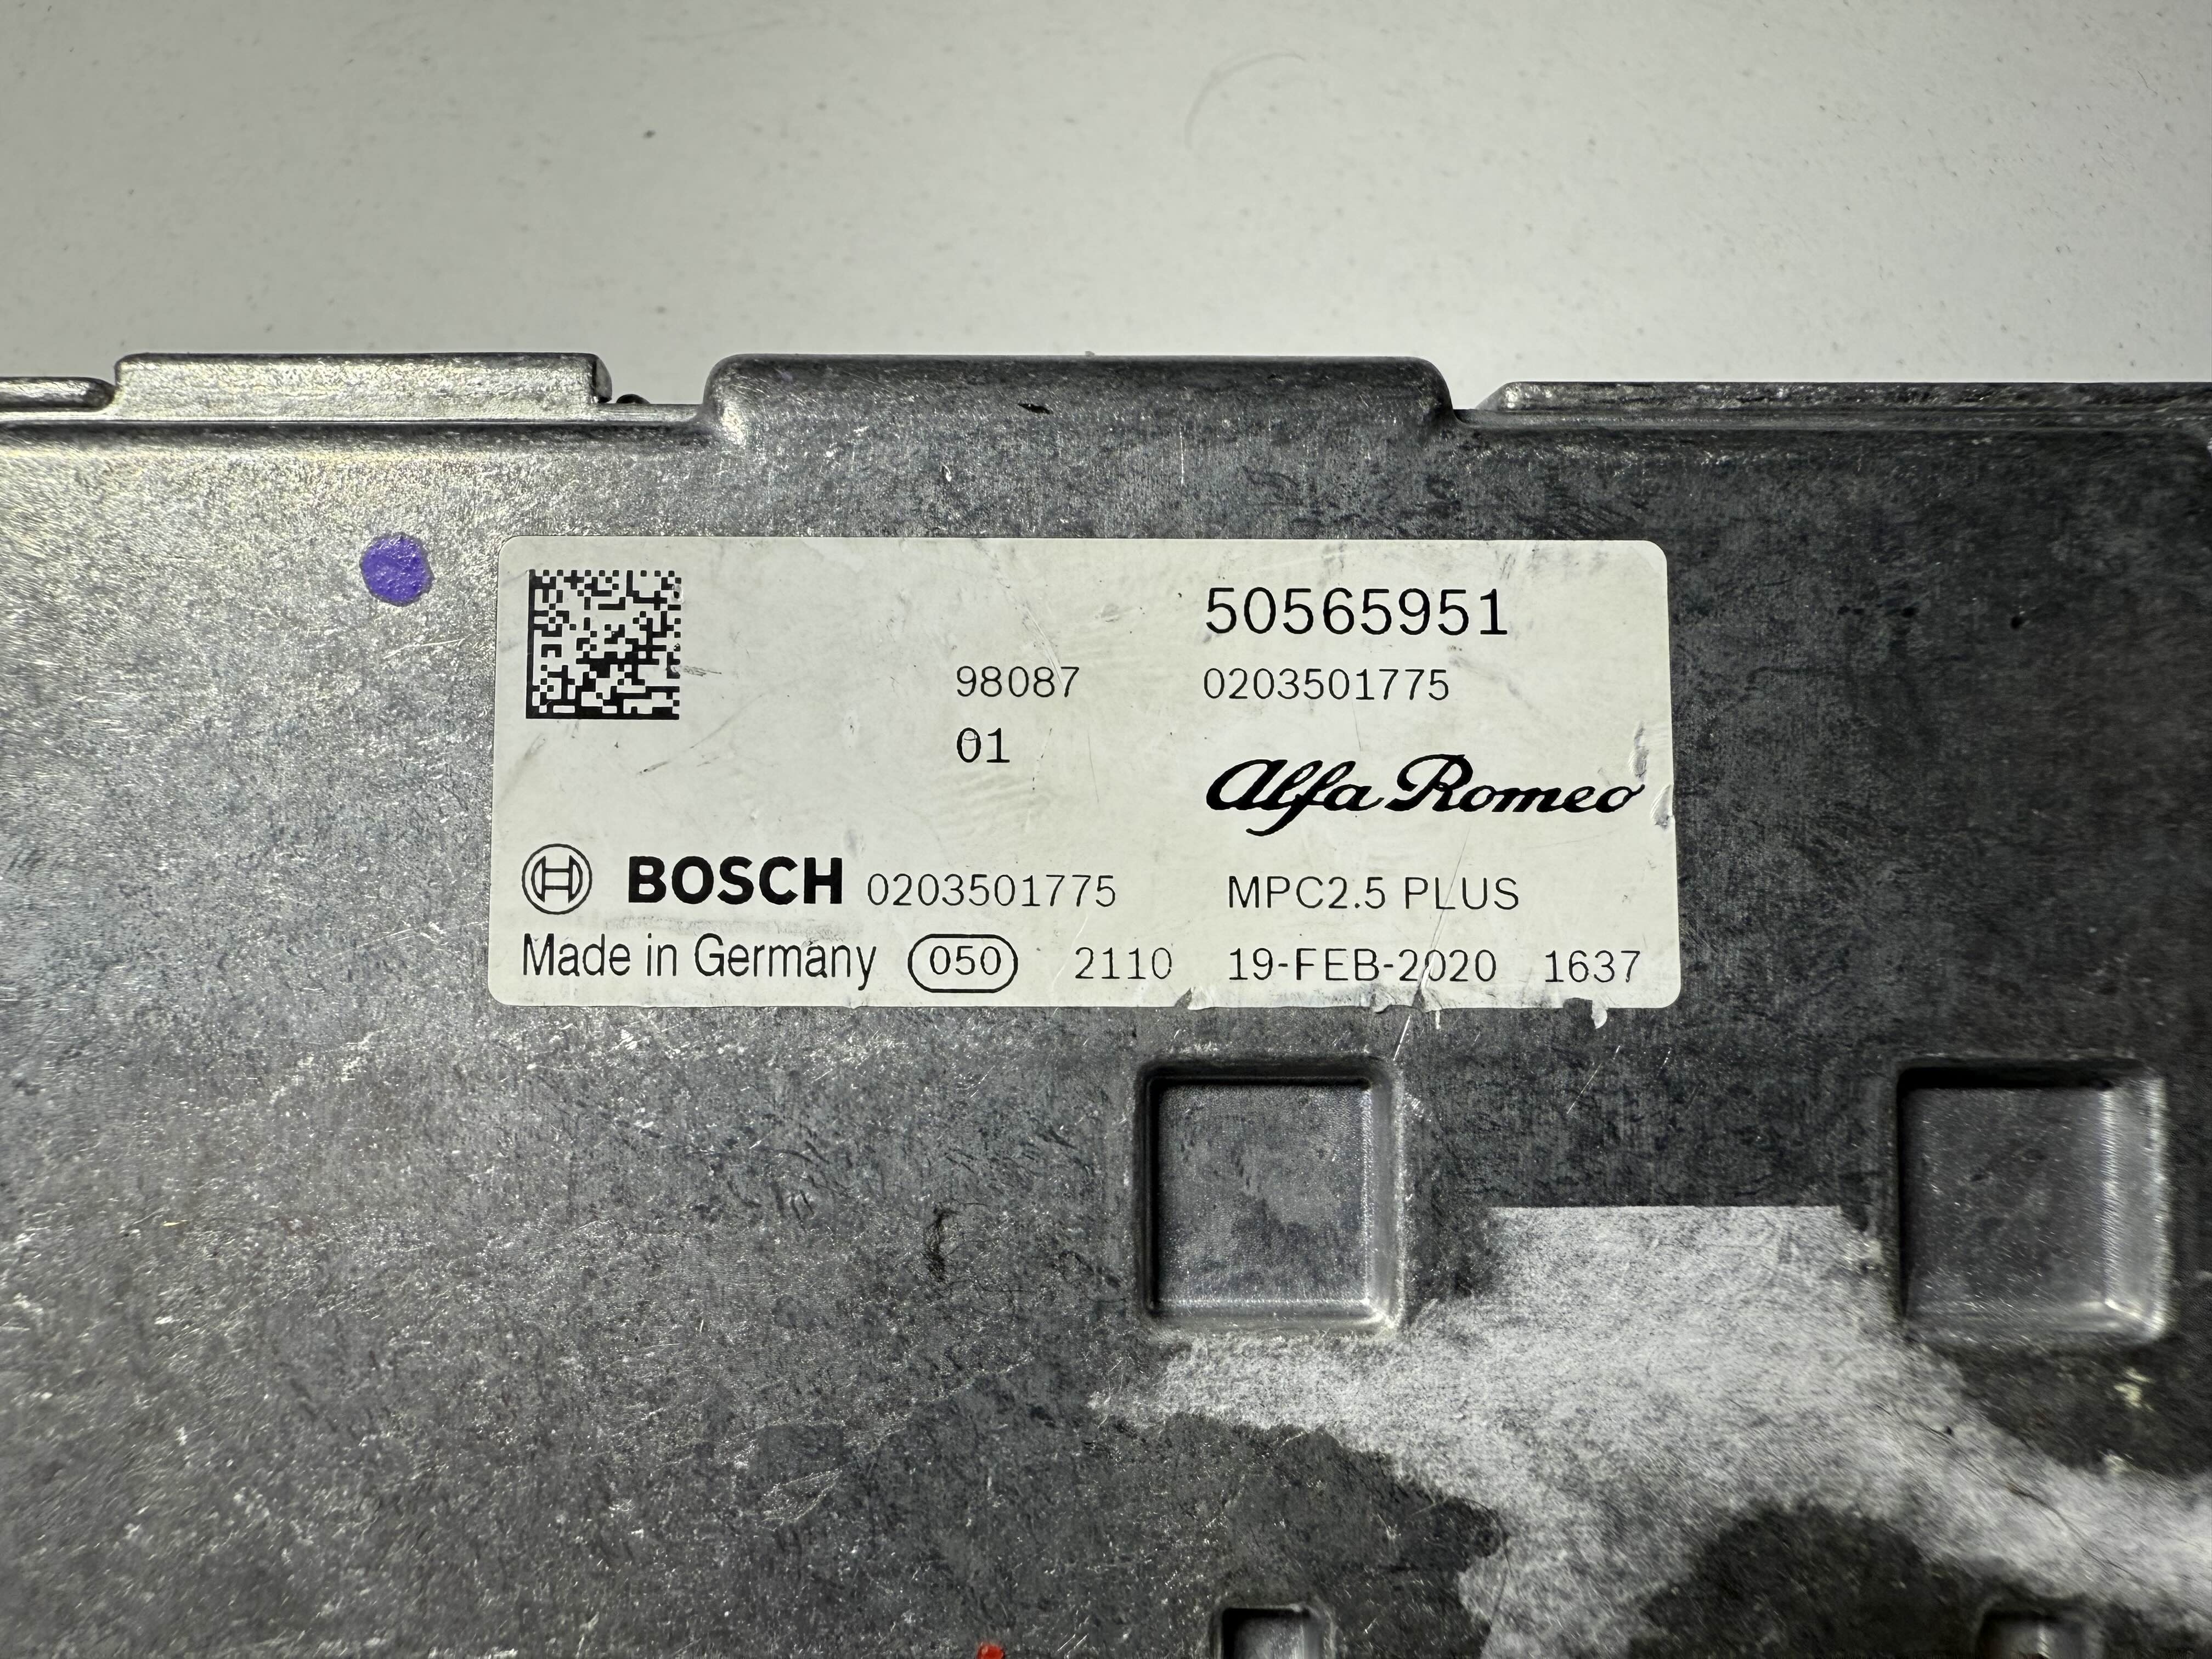 50565951
98087 0203501775
01
Alfa Romeo
BOSCH 0203501775 MPC2.5 PLUS
Made in Germany 050 2110 19-FEB-2020 1637